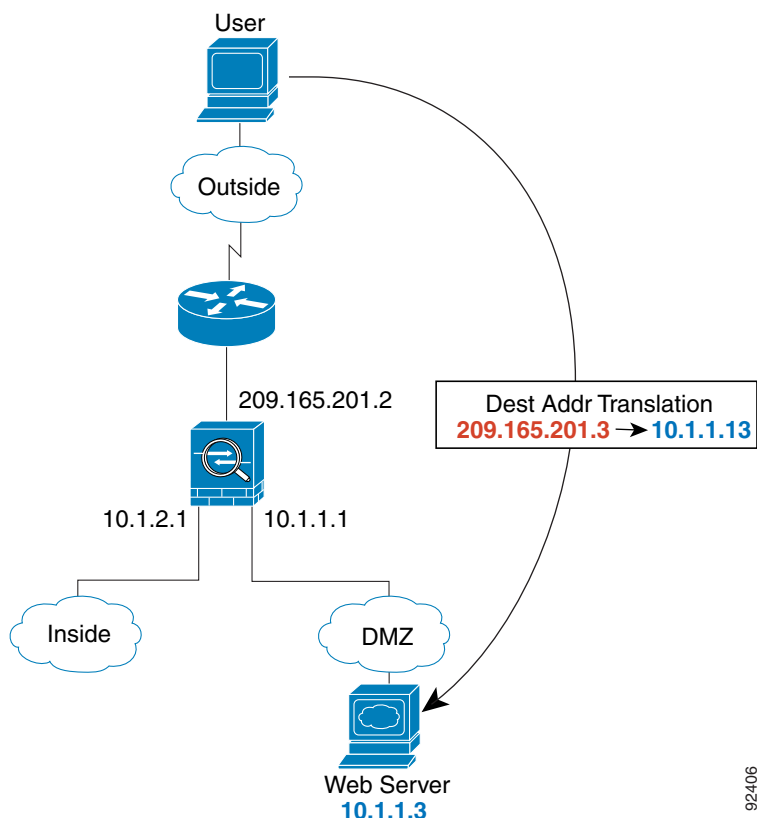 User
Outside
209.165.201.2
Dest Addr Translation
209.165.201.3 → 10.1.1.13
10.1.2.1
10.1.1.1
Inside
DMZ
Web Server
10.1.1.3
92406